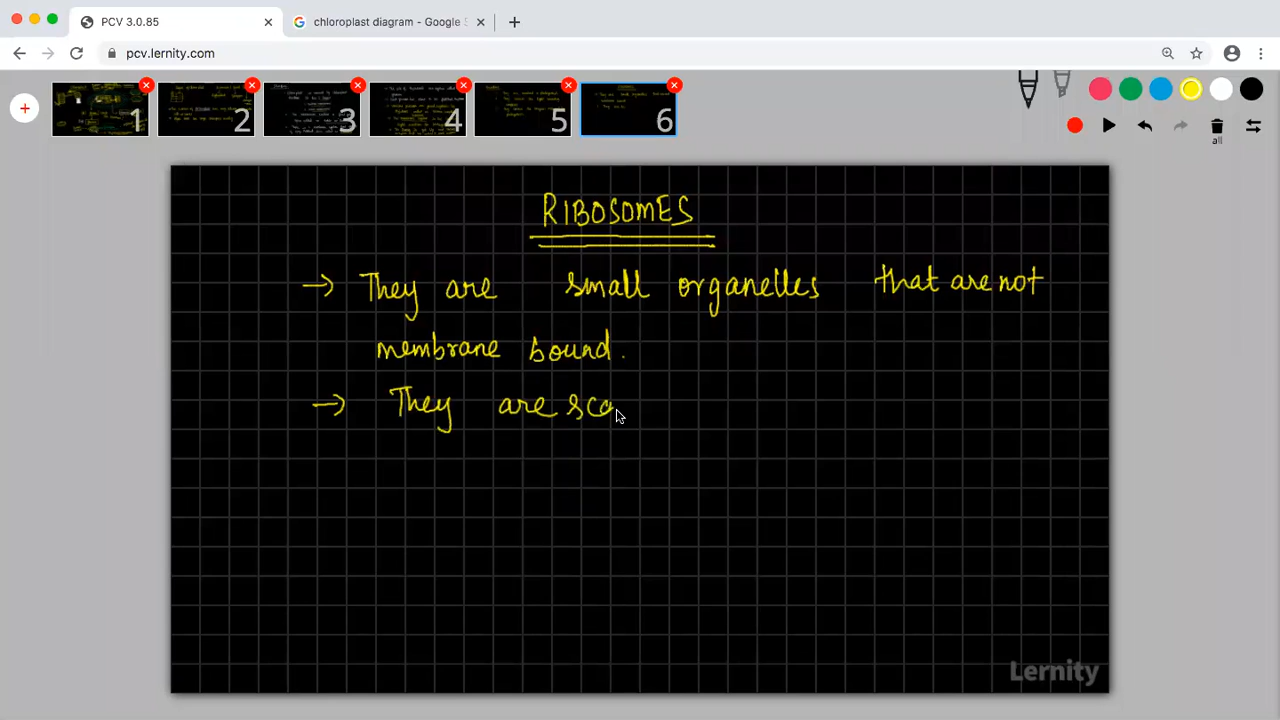 PCV 3.0.85
chloroplast diagram - Google S
pcv.lernity.com
1 2 3 4 5 6
all
RIBOSOMES
→ They are small organelles that are not
membrane bound.
→ They are sca
Lernity